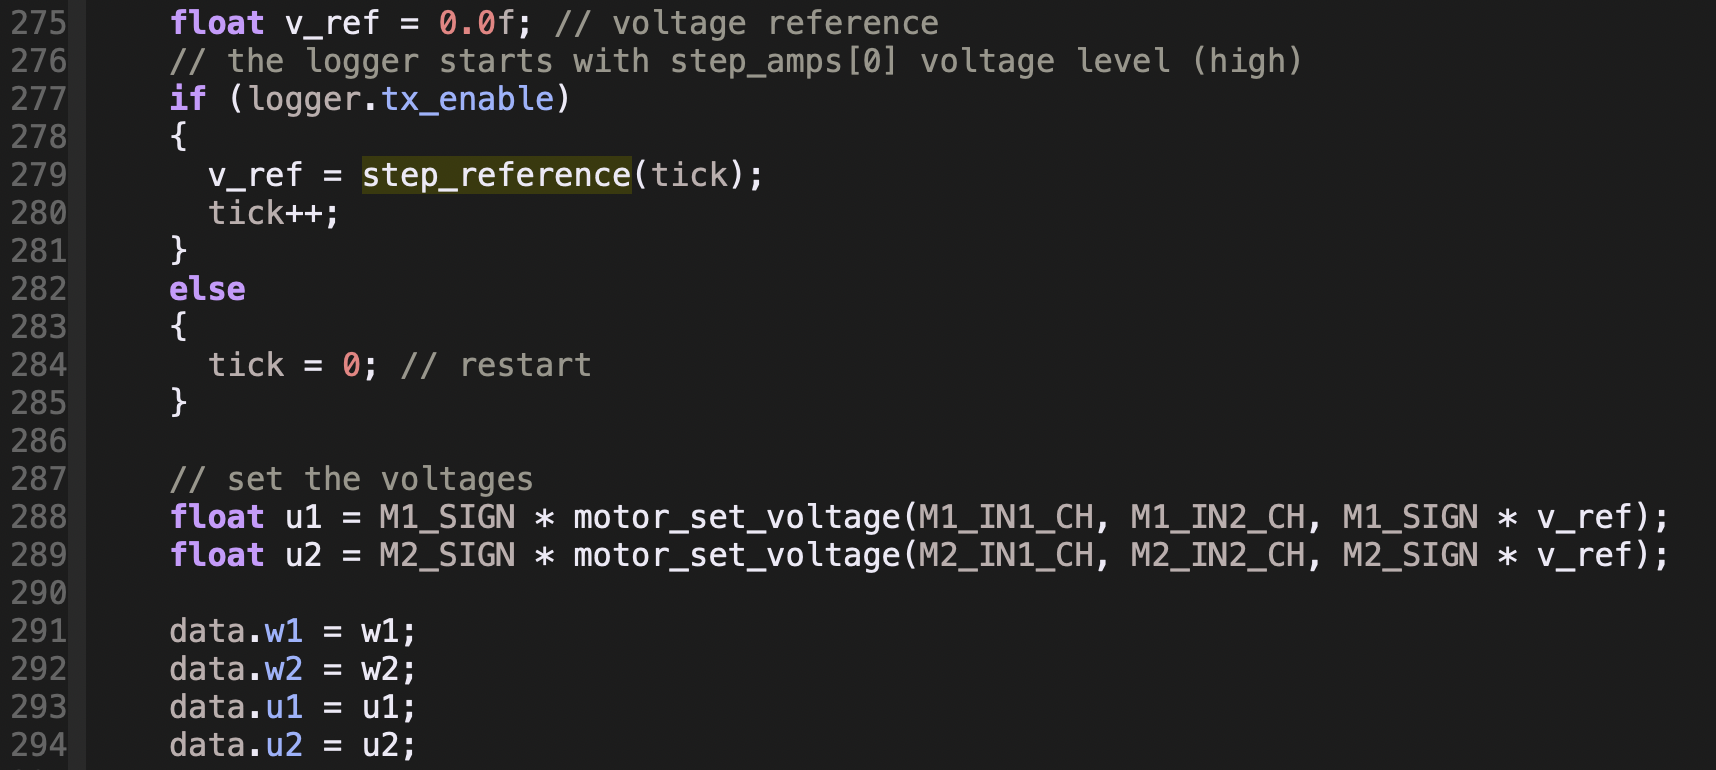 275 float v_ref = 0.0f; // voltage reference
276 // the logger starts with step_amps[0] voltage level (high)
277 if (logger.tx_enable)
278 {
279 v_ref = step_reference(tick);
280 tick++;
281 }
282 else
283 {
284 tick = 0; // restart
285 }
286
287 // set the voltages
288 float u1 = M1_SIGN * motor_set_voltage(M1_IN1_CH, M1_IN2_CH, M1_SIGN * v_ref);
289 float u2 = M2_SIGN * motor_set_voltage(M2_IN1_CH, M2_IN2_CH, M2_SIGN * v_ref);
290
291 data.w1 = w1;
292 data.w2 = w2;
293 data.u1 = u1;
294 data.u2 = u2;